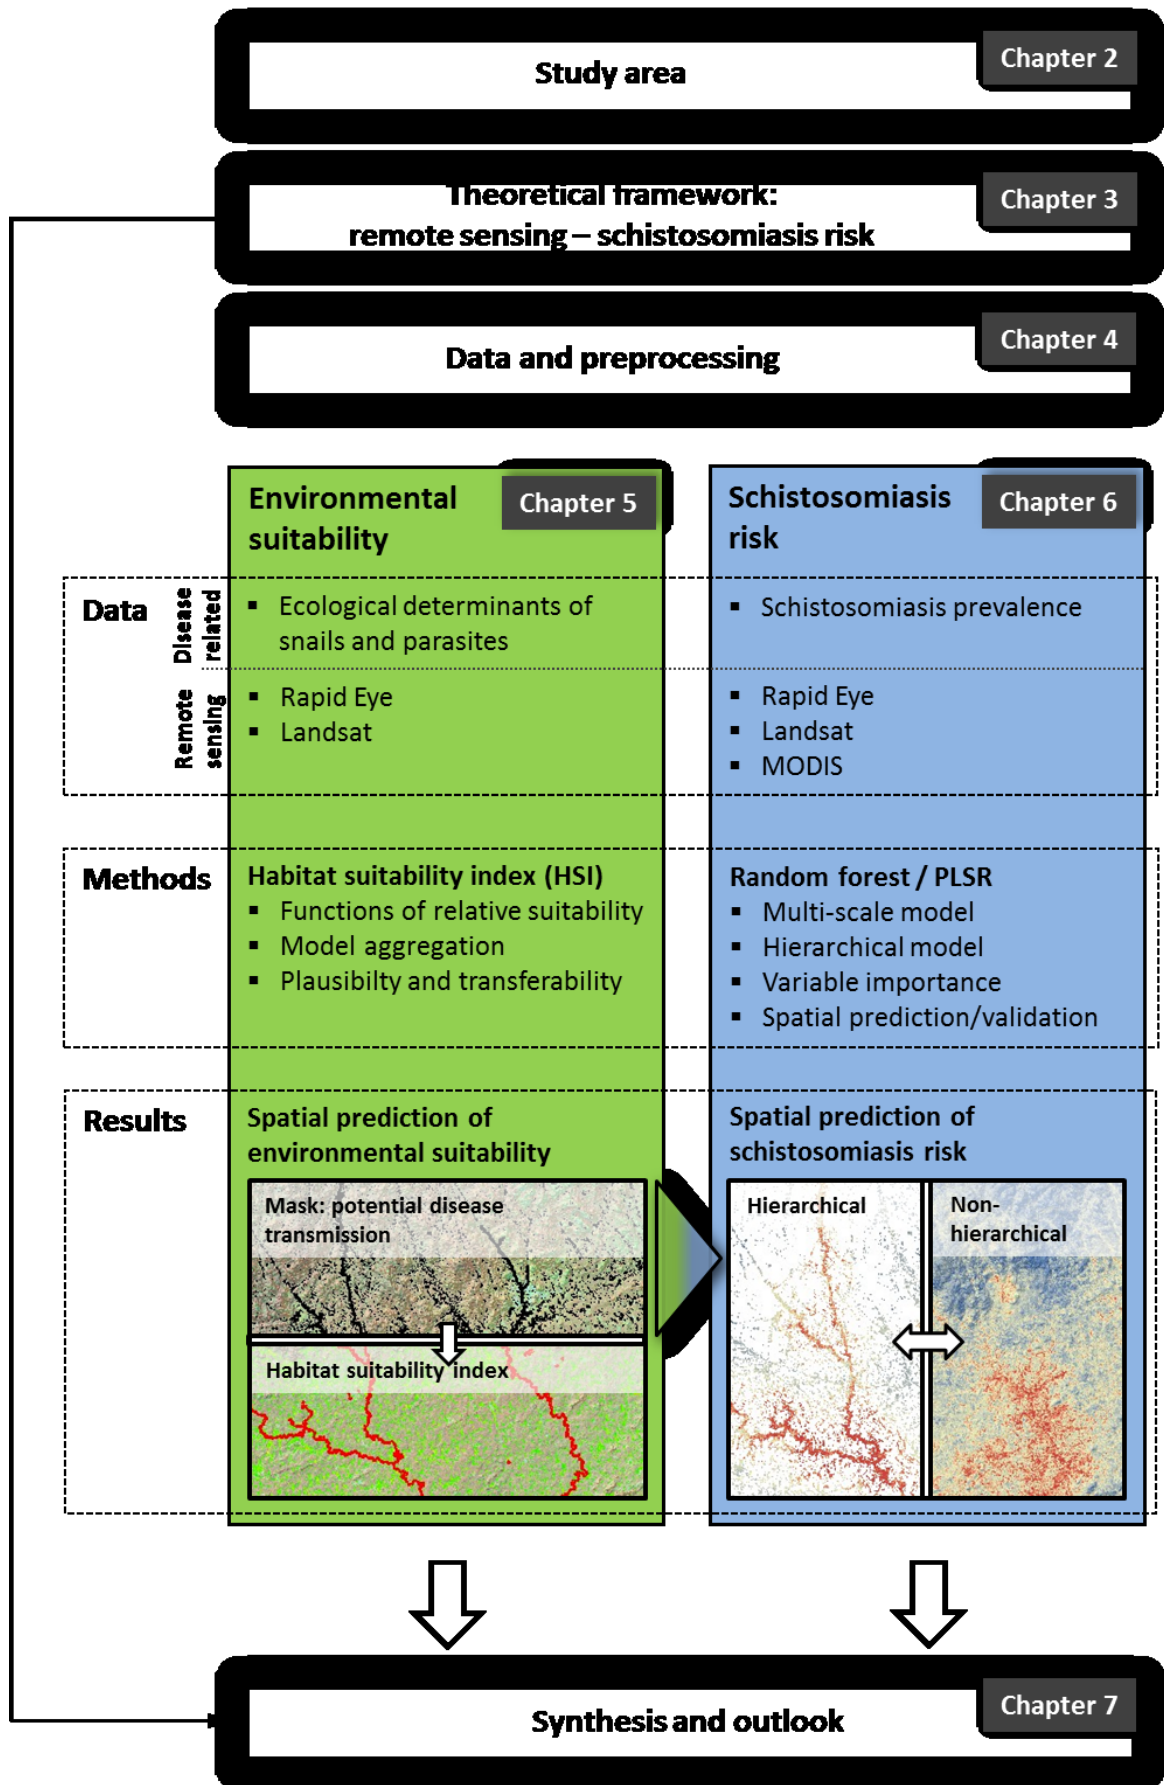 Chapter 2
Study area
Chapter 3
Theoretical framework:
remote sensing – schistosomiasis risk
Chapter 4
Data and preprocessing
Environmental
suitability
Chapter 5
Schistosomiasis
risk
Chapter 6
Data
Disease
related
▪ Ecological determinants of
snails and parasites
▪ Schistosomiasis prevalence
Remote
sensing
▪ Rapid Eye
▪ Landsat
▪ Rapid Eye
▪ Landsat
▪ MODIS
Methods
Habitat suitability index (HSI)
▪ Functions of relative suitability
▪ Model aggregation
▪ Plausibilty and transferability
Random forest / PLSR
▪ Multi-scale model
▪ Hierarchical model
▪ Variable importance
▪ Spatial prediction/validation
Results
Spatial prediction of
environmental suitability
Mask: potential disease
transmission
Habitat suitability index
Spatial prediction of
schistosomiasis risk
Hierarchical
Non-
hierarchical
Chapter 7
Synthesis and outlook